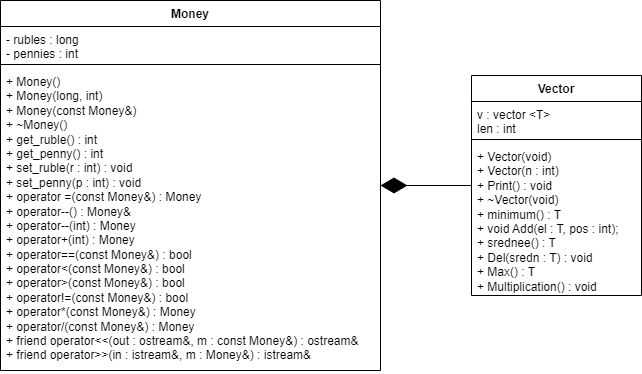 Money
- rubles : long
- pennies : int
+ Money()
+ Money(long, int)
+ Money(const Money&)
+ ~Money()
+ get_ruble() : int
+ get_penny() : int
+ set_ruble(r : int) : void
+ set_penny(p : int) : void
+ operator =(const Money&) : Money
+ operator--() : Money&
+ operator--(int) : Money
+ operator+(int) : Money
+ operator==(const Money&) : bool
+ operator<(const Money&) : bool
+ operator>(const Money&) : bool
+ operator!=(const Money&) : bool
+ operator*(const Money&) : Money
+ operator/(const Money&) : Money
+ friend operator<<(out : ostream&, m : const Money&) : ostream&
+ friend operator>>(in : istream&, m : Money&) : istream&
Vector
v : vector <T>
len : int
+ Vector(void)
+ Vector(n : int)
+ Print() : void
+ ~Vector(void)
+ minimum() : T
+ void Add(el : T, pos : int);
+ srednee() : T
+ Del(sredn : T) : void
+ Max() : T
+ Multiplication() : void